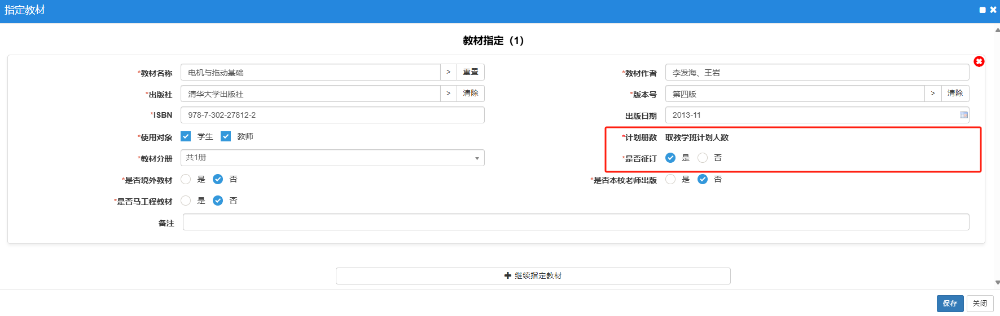 指定教材
教材指定（1）
*教材名称 电机与拖动基础 > 重置 *教材作者 李发海、王岩
*出版社 清华大学出版社 > 清除 *版本号 第四版 > 清除
*ISBN 978-7-302-27812-2 出版日期 2013-11
*使用对象 学生 教师 *计划册数 取教学班计划人数
*教材分册 共1册 *是否征订 是 否
*是否境外教材 是 否 *是否本校老师出版 是 否
*是否马工程教材 是 否
备注
继续指定教材
保存 关闭